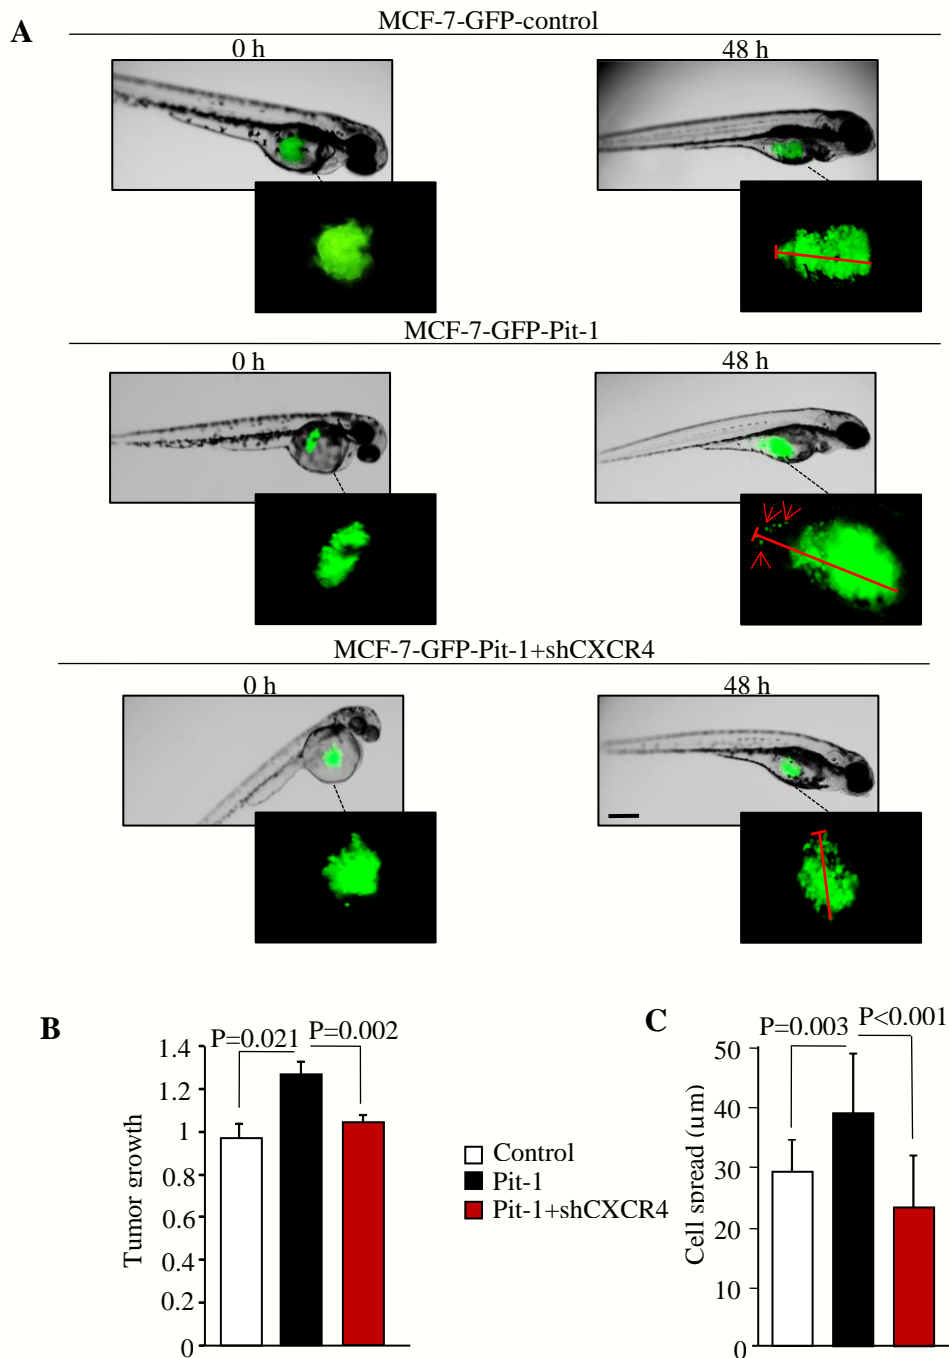 A
MCF-7-GFP-control
0 h
48 h
MCF-7-GFP-Pit-1
0 h
48 h
MCF-7-GFP-Pit-1+shCXCR4
0 h
48 h
B
P=0.021
P=0.002
1.4
1.2
1
0.8
0.6
0.4
0.2
0
Tumor growth
Control
Pit-1
Pit-1+shCXCR4
C
P=0.003
P<0.001
50
40
30
20
10
0
Cell spread (µm)